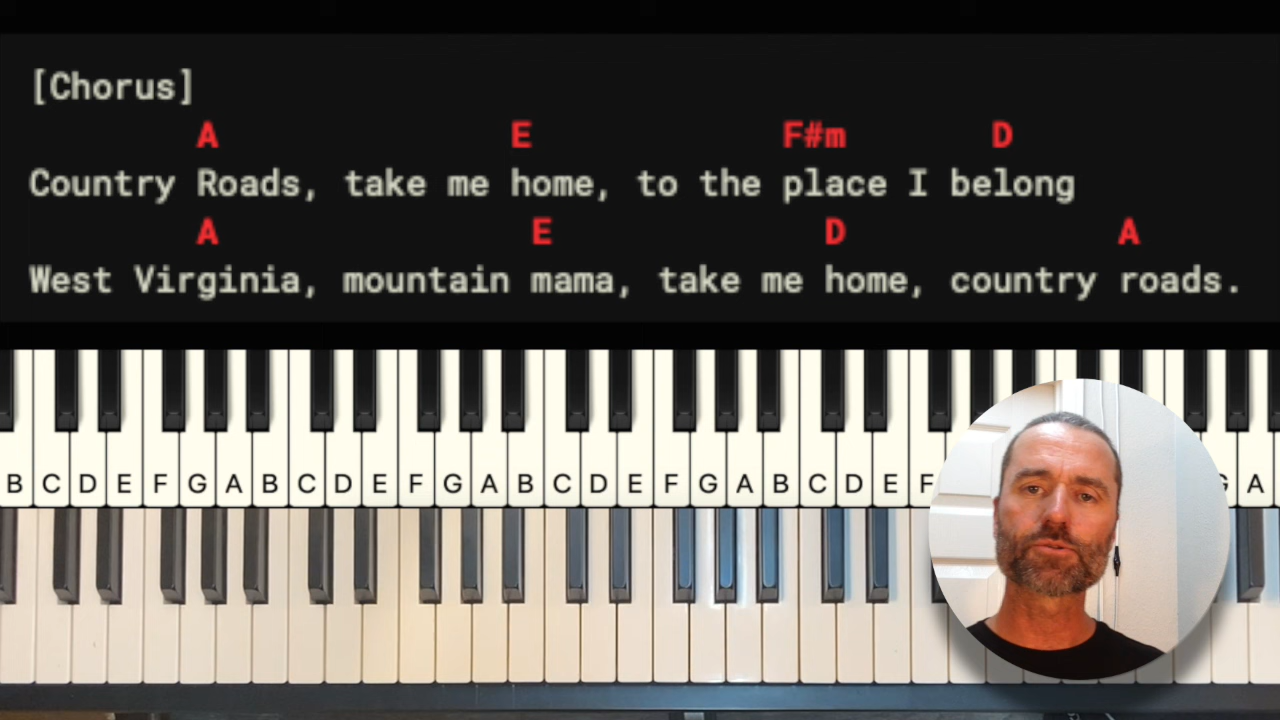 [Chorus]
A E F#m D
Country Roads, take me home, to the place I belong
A E D A
West Virginia, mountain mama, take me home, country roads.
B C D E F G A B C D E F G A B C D E F G A B C D E F G A